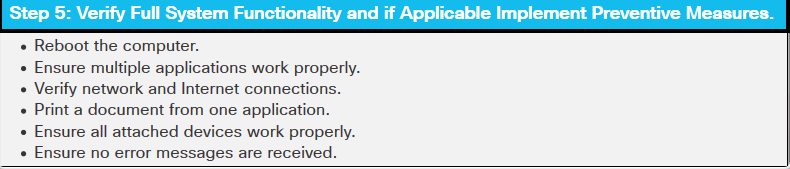 Step 5: Verify Full System Functionality and if Applicable Implement Preventive Measures.
• Reboot the computer.
• Ensure multiple applications work properly.
• Verify network and Internet connections.
• Print a document from one application.
• Ensure all attached devices work properly.
• Ensure no error messages are received.